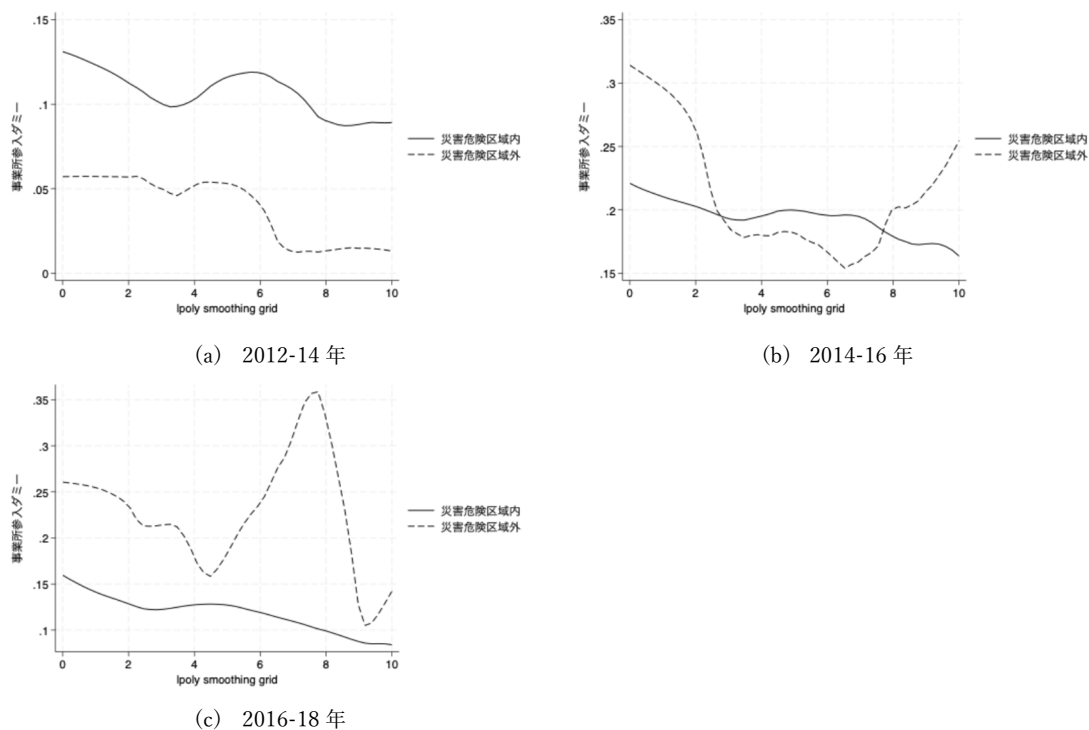 .15
.1
.05
0
事業所参入ダミー
0 2 4 6 8 10
lpoly smoothing grid
災害危険区域内
災害危険区域外
(a) 2012-14 年
.35
.3
.25
.2
.15
事業所参入ダミー
0 2 4 6 8 10
lpoly smoothing grid
災害危険区域内
災害危険区域外
(b) 2014-16 年
.35
.3
.25
.2
.15
.1
事業所参入ダミー
0 2 4 6 8 10
lpoly smoothing grid
災害危険区域内
災害危険区域外
(c) 2016-18 年